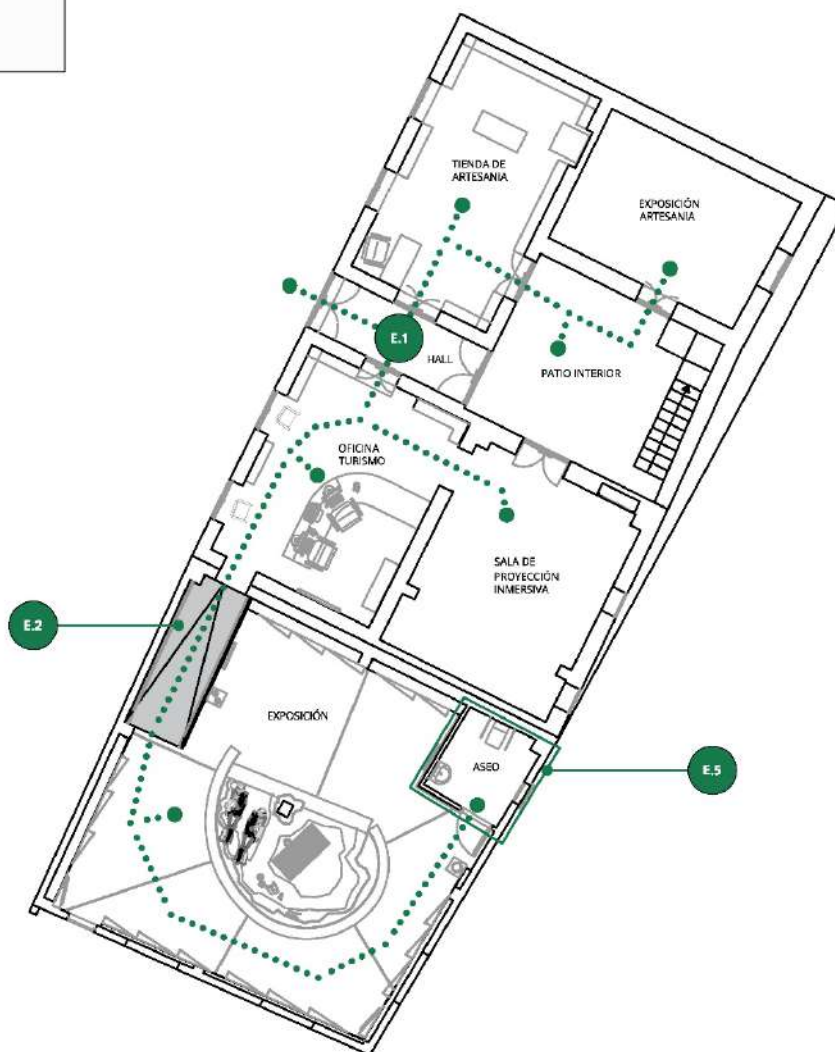 TIENDA DE
ARTESANIA
EXPOSICIÓN
ARTESANIA
E.1
HALL
PATIO INTERIOR
OFICINA
TURISMO
SALA DE
PROYECCIÓN
INMERSIVA
E.2
EXPOSICIÓN
ASEO
E.5